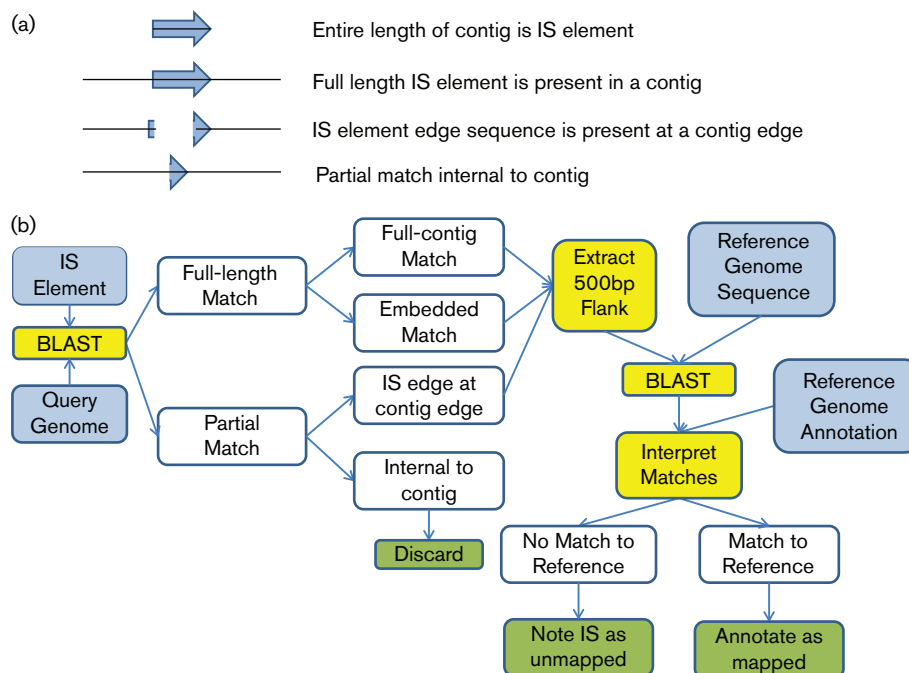 (a)
Entire length of contig is IS element
Full length IS element is present in a contig
IS element edge sequence is present at a contig edge
Partial match internal to contig
(b)
IS
Element
BLAST
Query
Genome
Full-length
Match
Partial
Match
Full-contig
Match
Embedded
Match
IS edge at
contig edge
Internal to
contig
Discard
Extract
500bp
Flank
Reference
Genome
Sequence
BLAST
Reference
Genome
Annotation
Interpret
Matches
No Match to
Reference
Match to
Reference
Note IS as
unmapped
Annotate as
mapped